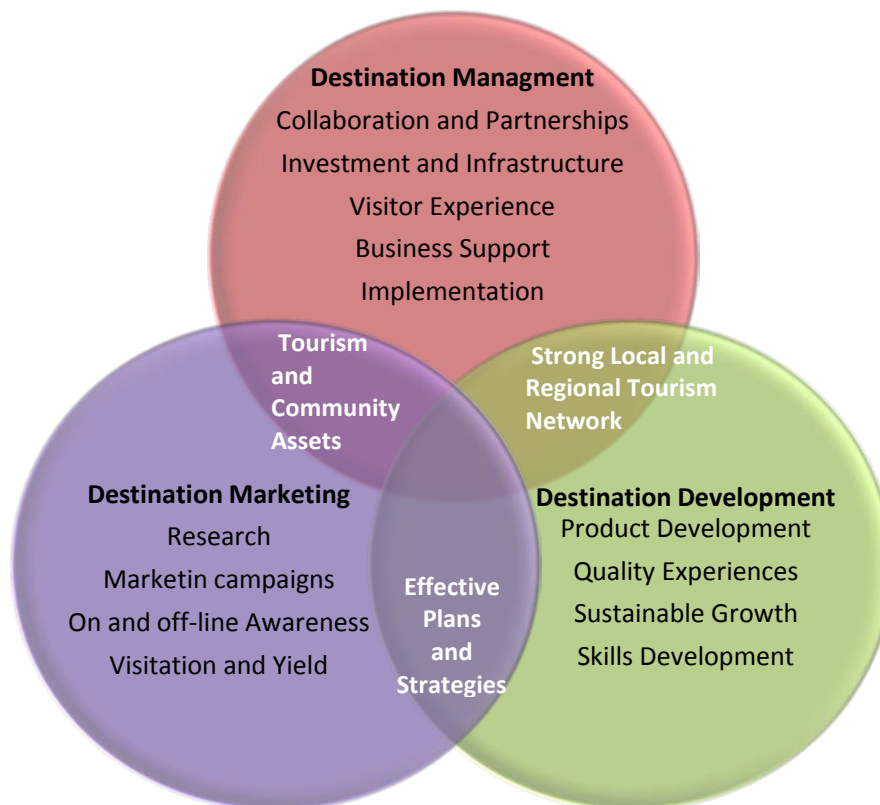 Destination Managment
Collaboration and Partnerships
Investment and Infrastructure
Visitor Experience
Business Support
Implementation
Tourism
and
Community
Assets
Strong Local and
Regional Tourism
Network
Destination Marketing
Research
Marketin campaigns
On and off-line Awareness
Visitation and Yield
Effective
Plans
and
Strategies
Destination Development
Product Development
Quality Experiences
Sustainable Growth
Skills Development